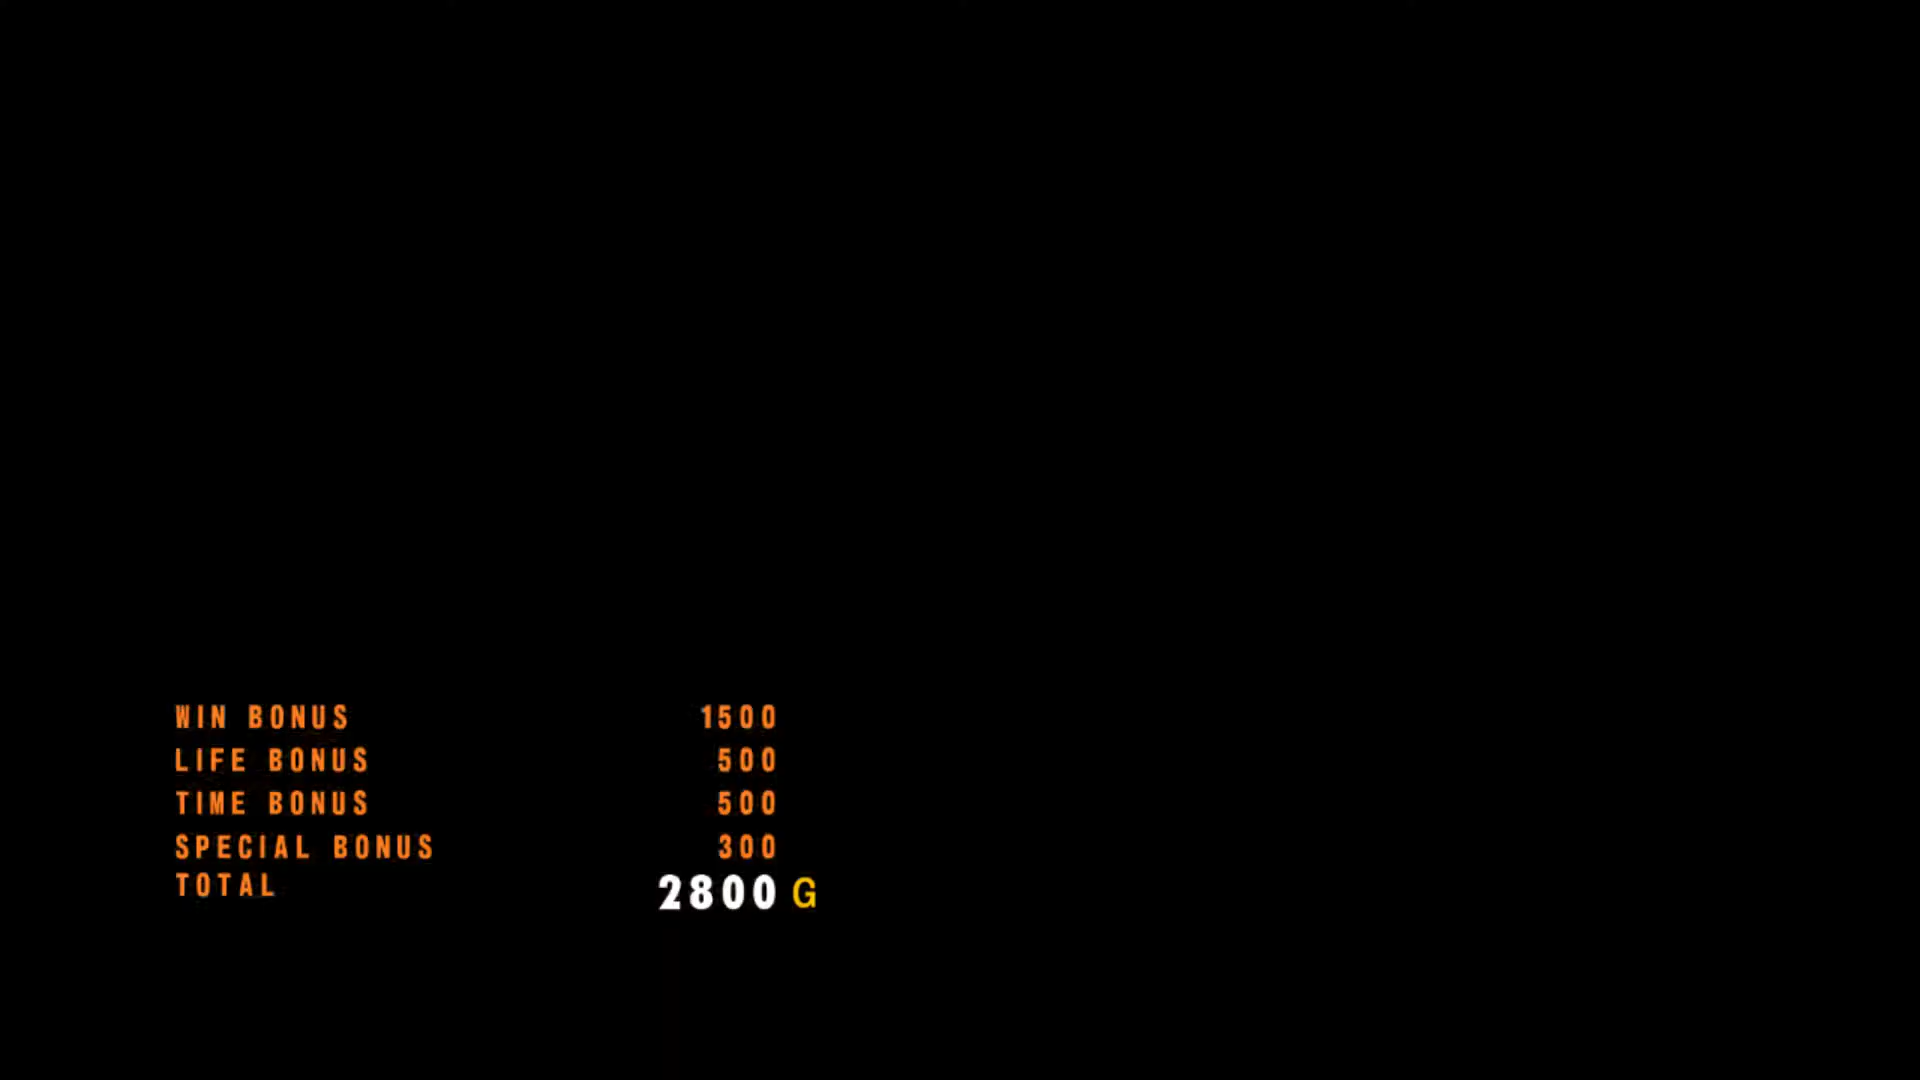 WIN BONUS 1500
LIFE BONUS 500
TIME BONUS 500
SPECIAL BONUS 300
TOTAL 2800 G